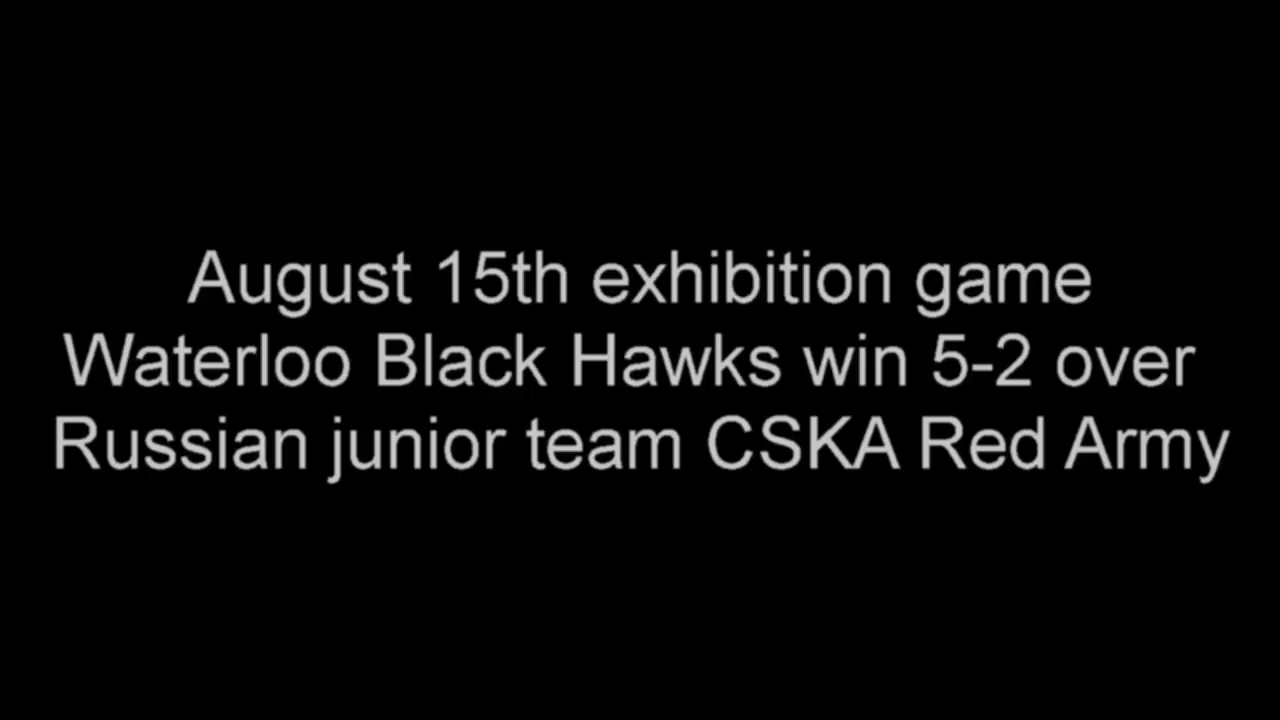 August 15th exhibition game
Waterloo Black Hawks win 5-2 over
Russian junior team CSKA Red Army